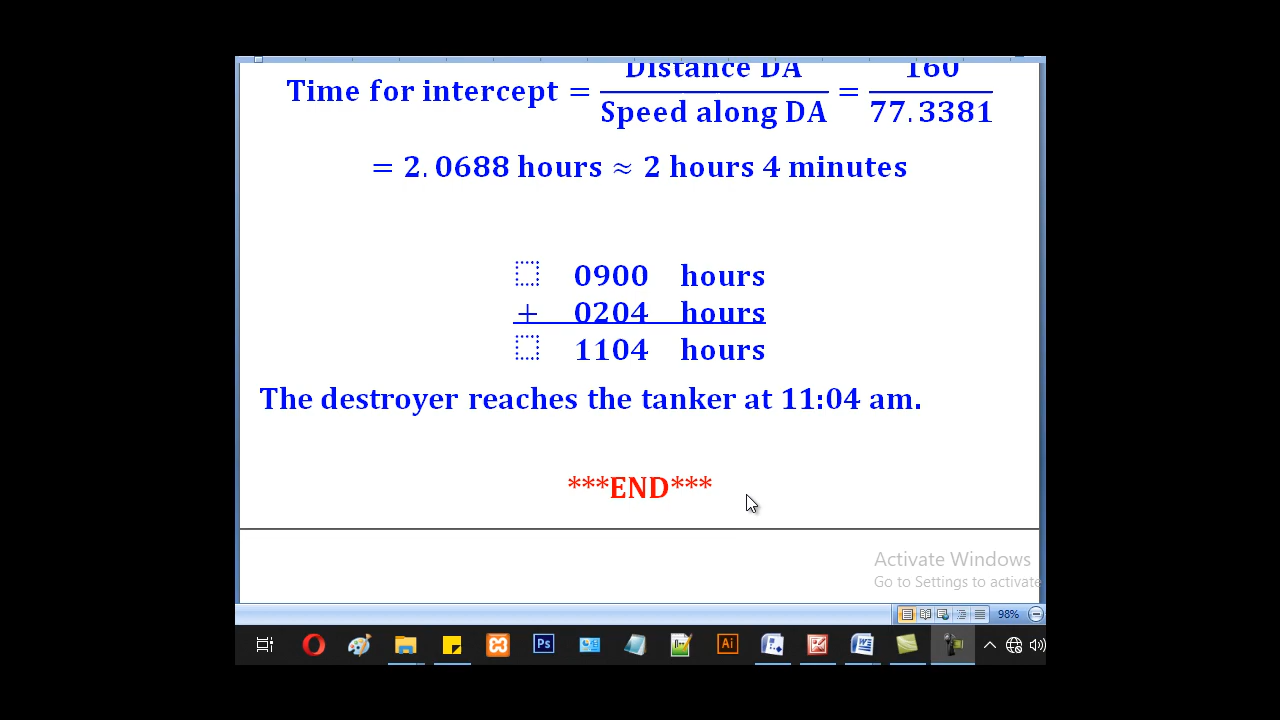 Time for intercept = Distance DA / Speed along DA = 160 / 77.3381
= 2.0688 hours ≈ 2 hours 4 minutes
0900 hours
+ 0204 hours
1104 hours
The destroyer reaches the tanker at 11:04 am.
***END***
Activate Windows
Go to Settings to activate
98%
Ps
Ai